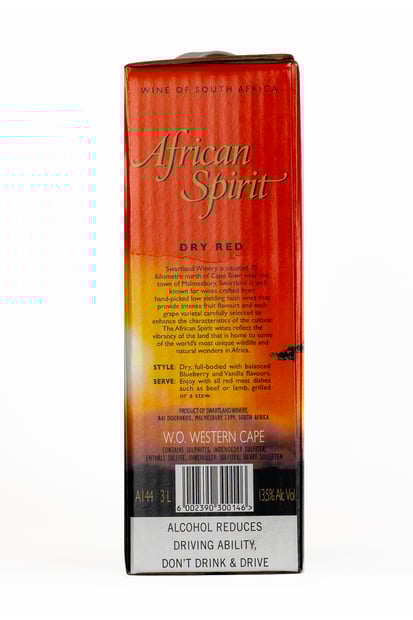 WINE OF SOUTH AFRICA
African
Spirit
DRY RED
Swartland Winery is situated 70
kilometre north of Cape Town near the
town of Malmesbury. Swartland is well
known for wines crafted from
hand-picked low yielding bush vines that
provide intense fruit flavours and each
grape varietal carefully selected to
enhance the characteristics of the cultivar.
The African Spirit wines reflect the
vibrancy of the land that is home to some
of the world's most unique wildlife and
natural wonders in Africa.
STYLE: Dry, full-bodied with balanced
Blueberry and Vanilla flavours.
SERVE: Enjoy with all red meat dishes
such as beef or lamb, grilled
or a stew.
PRODUCT OF SWARTLAND WINERY,
MALMESBURY 7299, SOUTH AFRICA
W.O. WESTERN CAPE
CONTAINS SULPHITES, INDEHOLDER SULFITTER,
ENTHÄLT SULFITE,
A144 3 L 13,5% Alc Vol
6 002390 300146 >
ALCOHOL REDUCES
DRIVING ABILITY,
DON'T DRINK & DRIVE